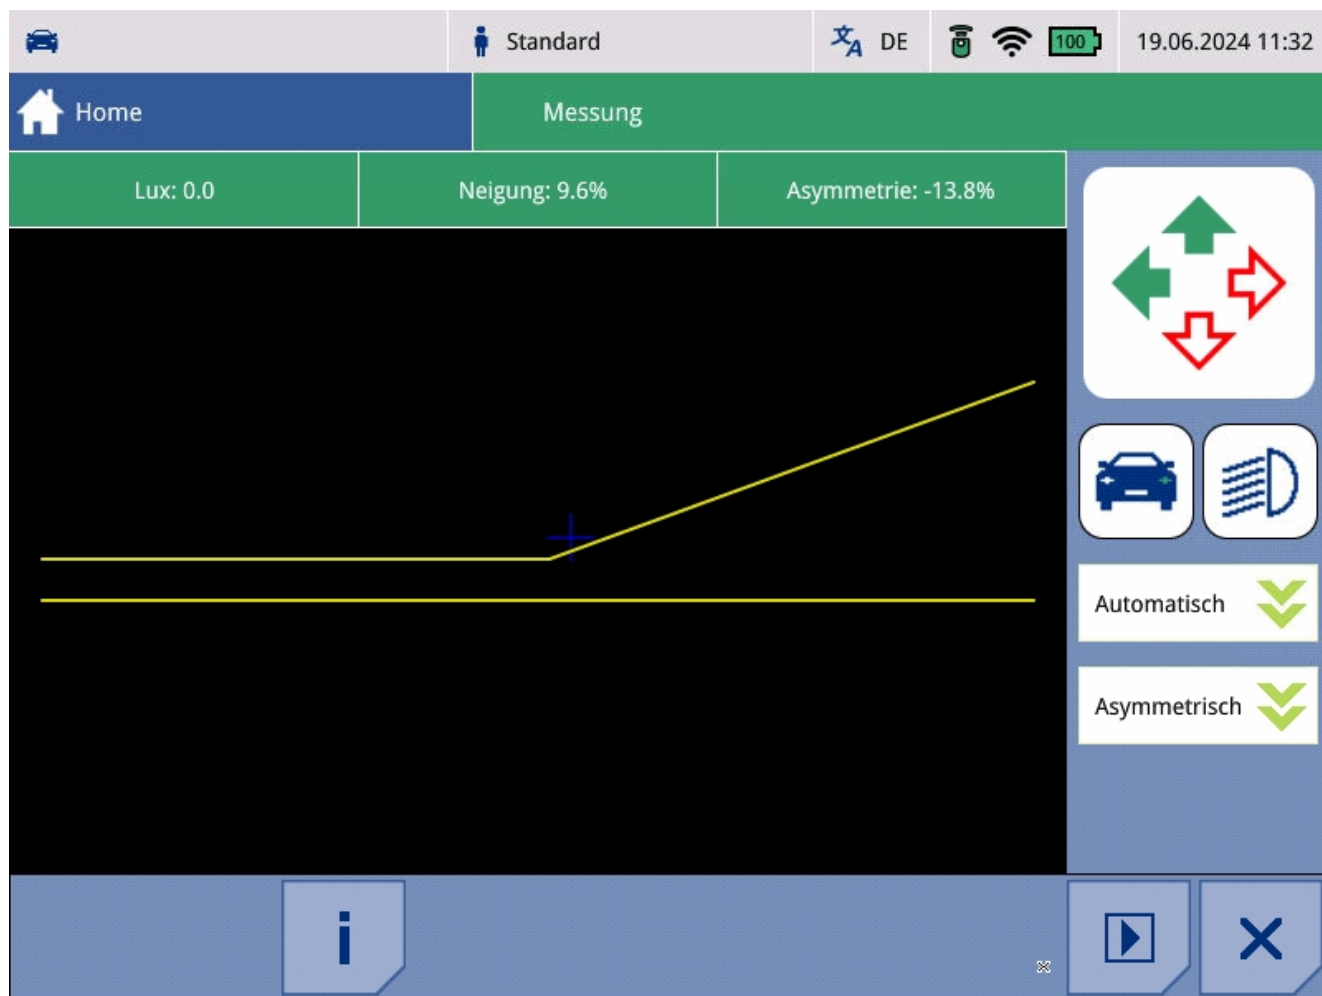 Standard
DE
100
19.06.2024 11:32
Home
Messung
Lux: 0.0
Neigung: 9.6%
Asymmetrie: -13.8%
Automatisch
Asymmetrisch
i